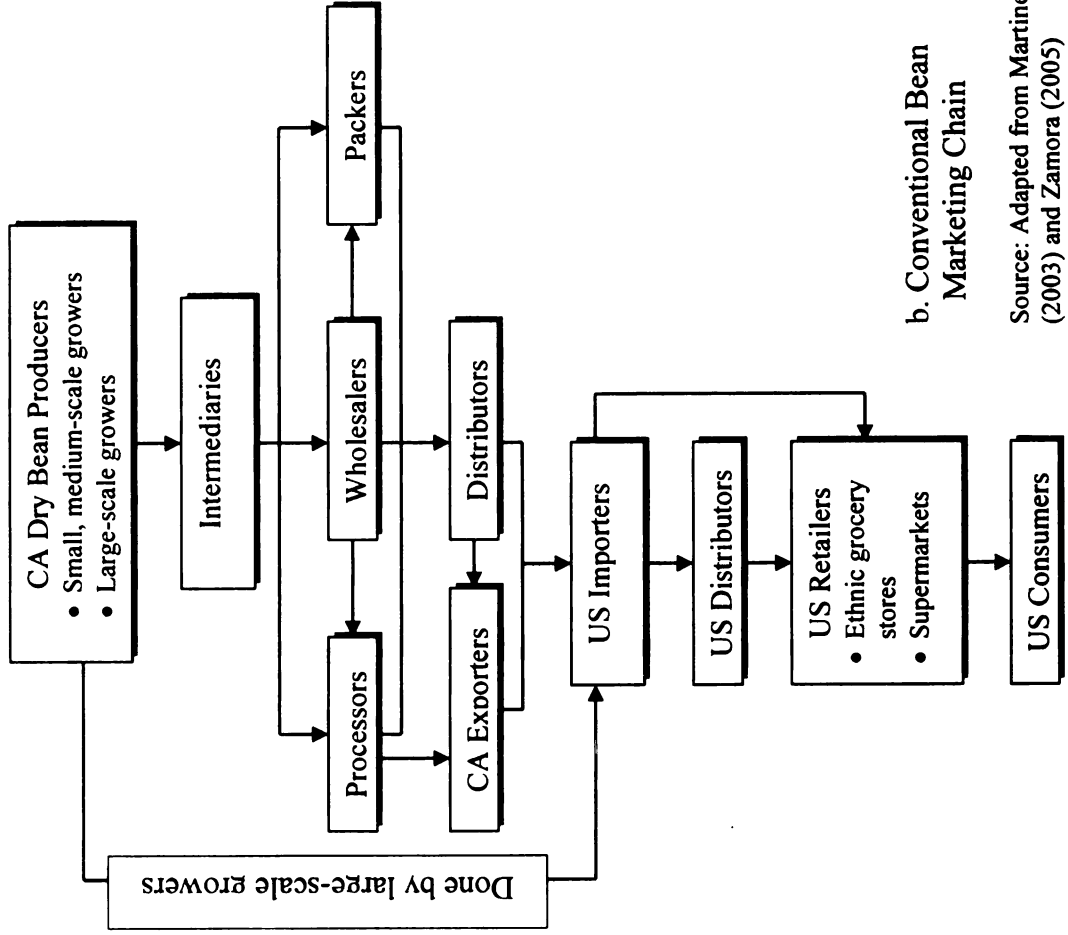 CA Dry Bean Producers
• Small, medium-scale growers
• Large-scale growers
Intermediaries
Processors
Wholesalers
Packers
CA Exporters
Distributors
Done by large-scale growers
US Importers
US Distributors
US Retailers
• Ethnic grocery
stores
• Supermarkets
US Consumers
b. Conventional Bean
Marketing Chain
Source: Adapted from Martine
(2003) and Zamora (2005)